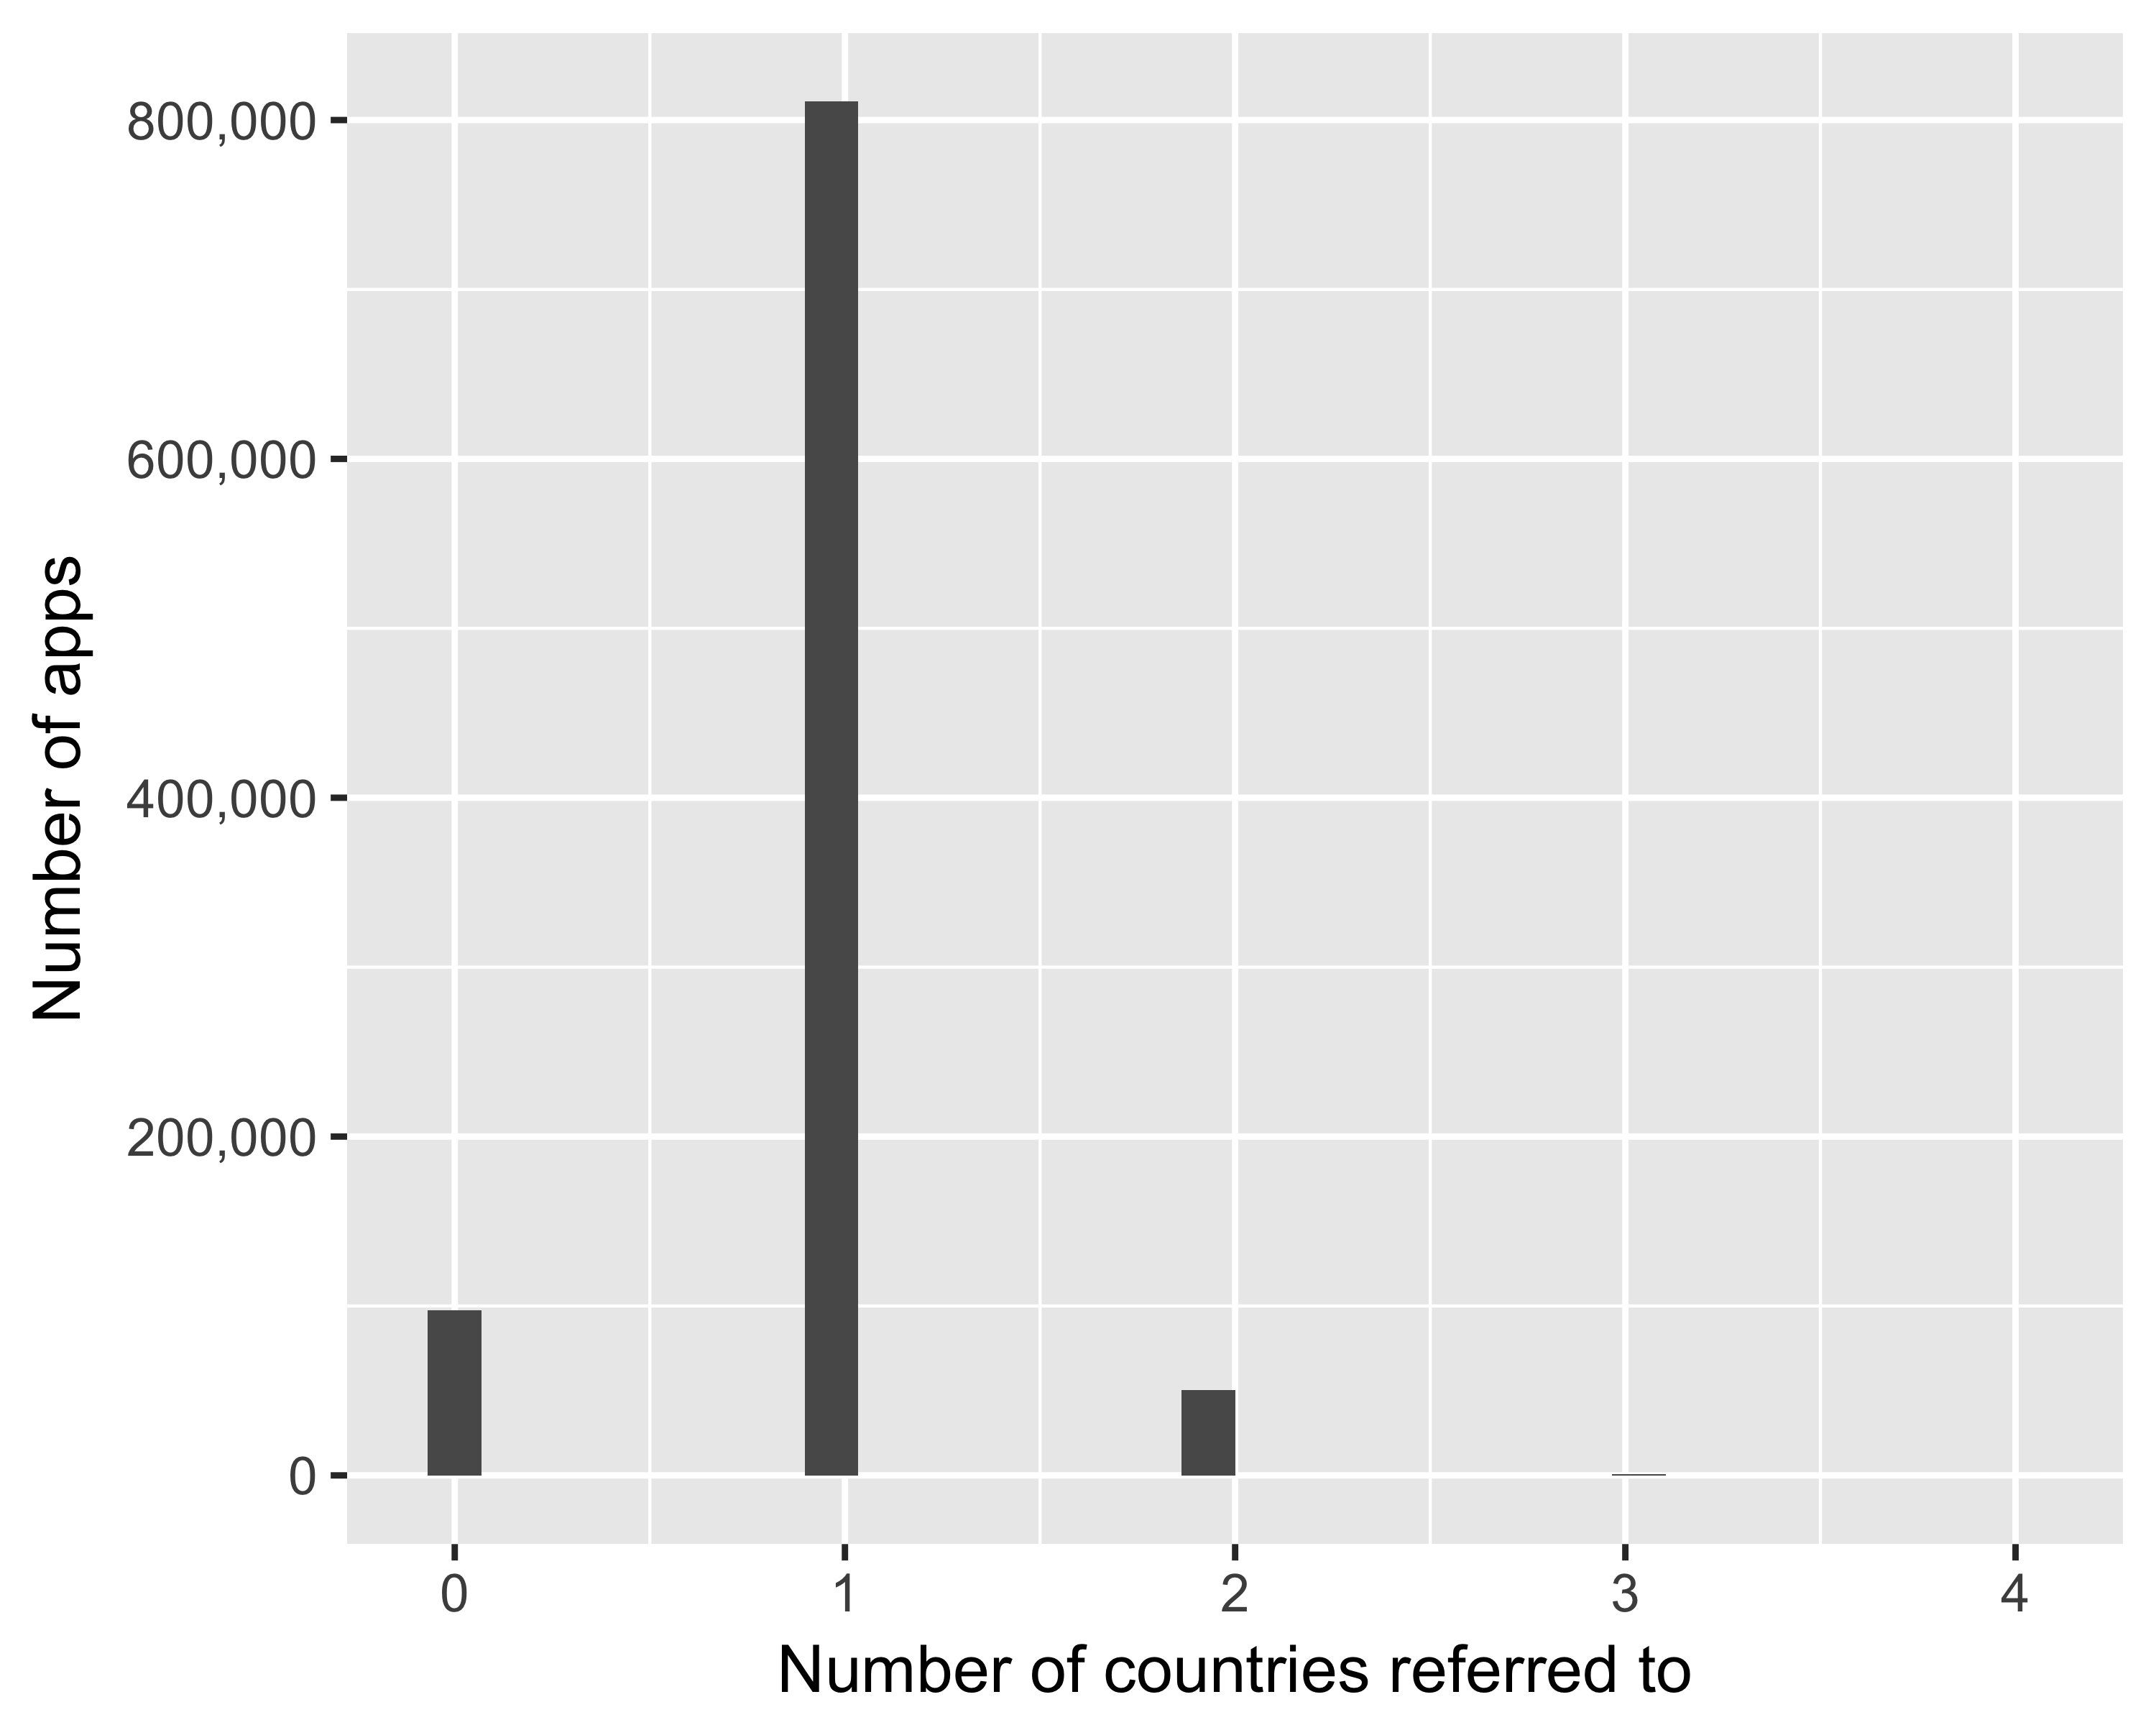 Number of apps
800,000
600,000
400,000
200,000
0
0 1 2 3 4
Number of countries referred to